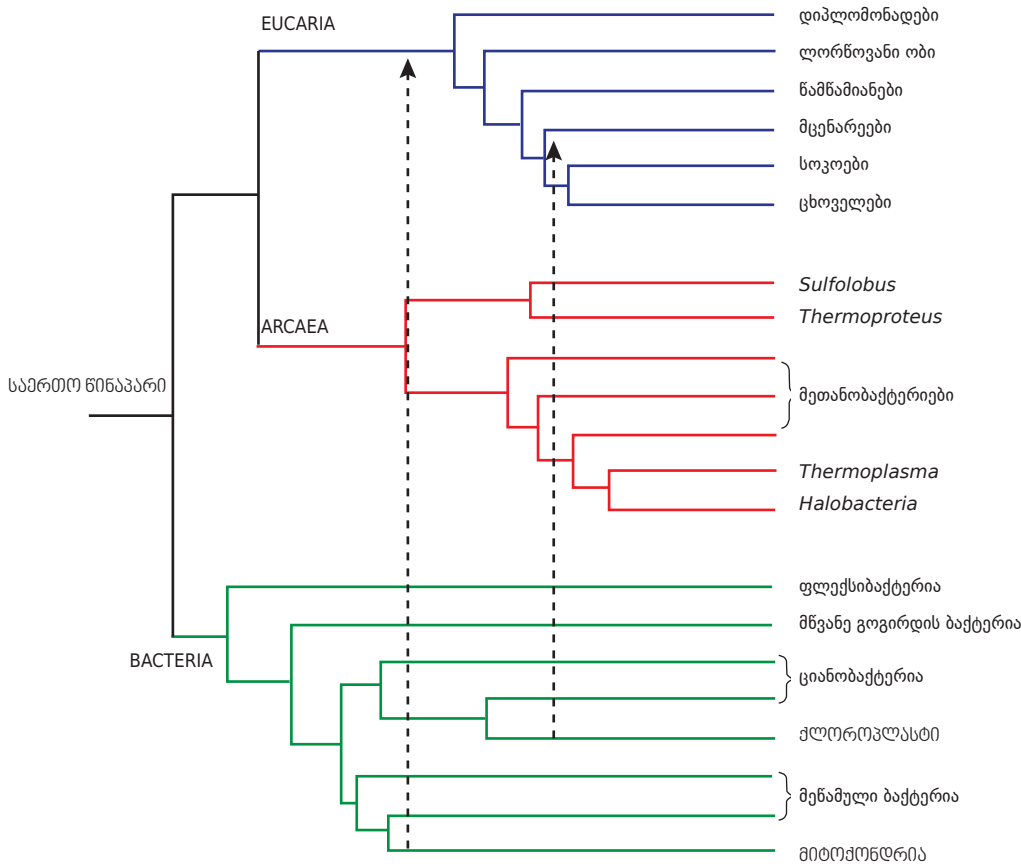 EUCARIA
დიპლომონადები
ლორწოვანი ობი
წამწამიანები
მცენარეები
სოკოები
ცხოველები
Sulfolobus
Thermoproteus
ARCAEA
საერთო წინაპარი
მეთანობაქტერიები
Thermoplasma
Halobacteria
ფლექსიბაქტერია
მწვანე გოგირდის ბაქტერია
BACTERIA
ციანობაქტერია
ქლოროპლასტი
მეწამული ბაქტერია
მიტოქონდრია